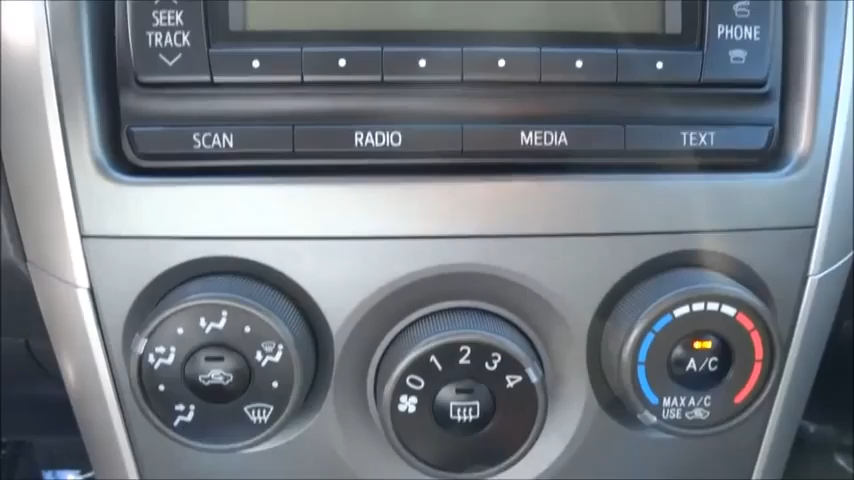 SEEK
TRACK
PHONE
SCAN
RADIO
MEDIA
TEXT
0
1
2
3
4
A/C
MAX A/C
USE